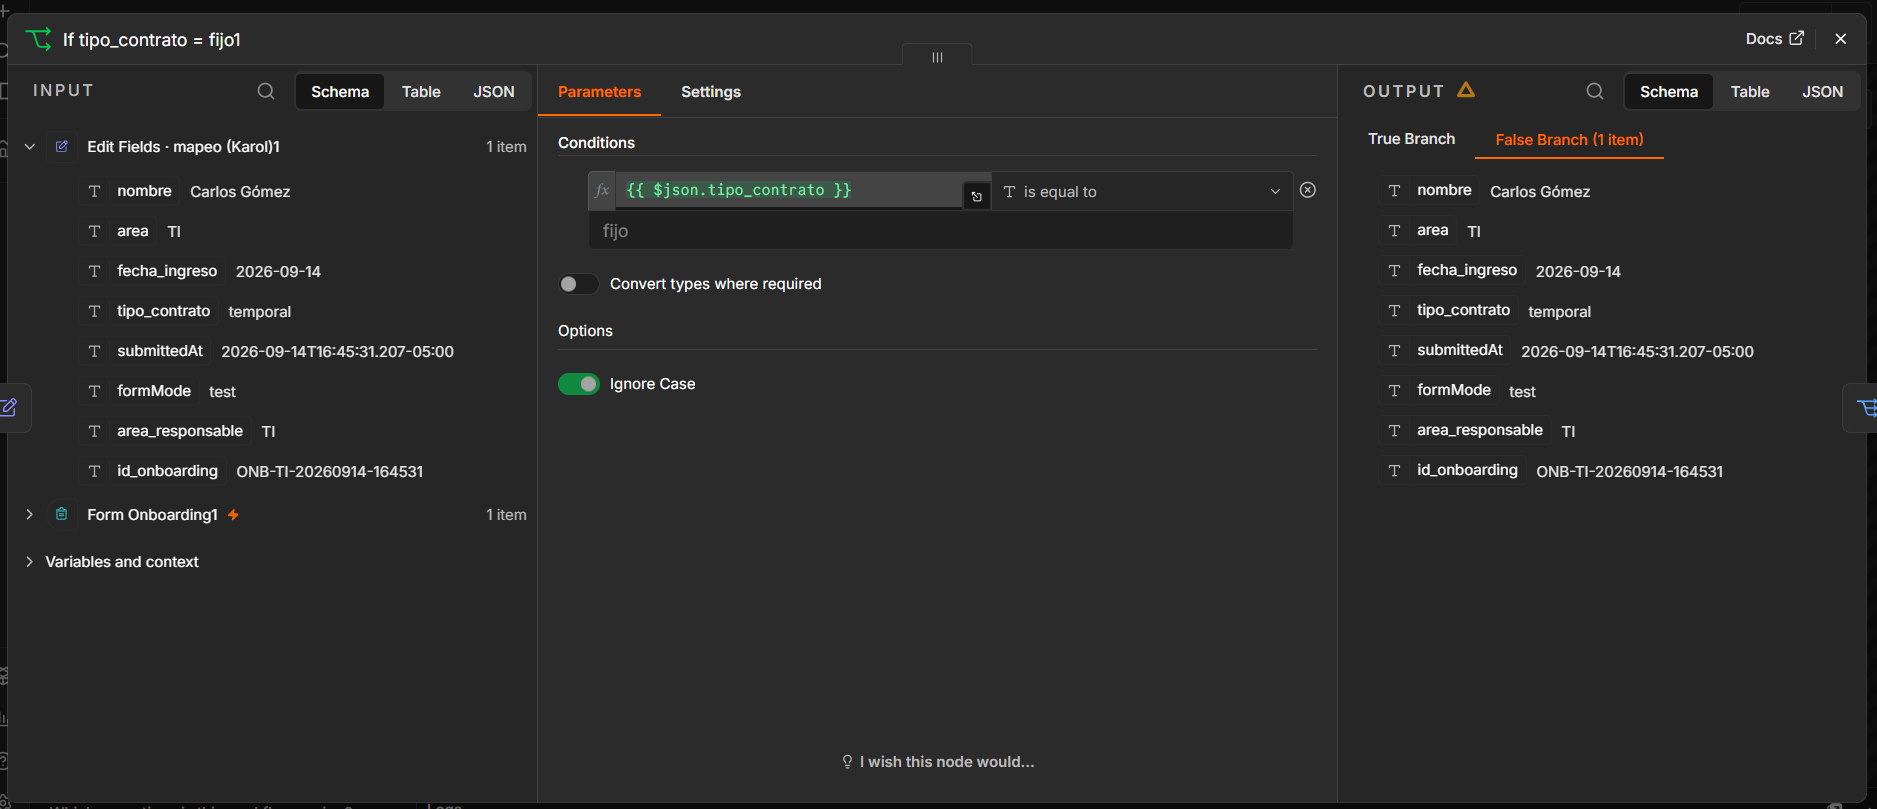 If tipo_contrato = fijo1
Docs
INPUT
Schema
Table
JSON
Edit Fields · mapeo (Karol)1
1 item
T nombre Carlos Gómez
T area TI
T fecha_ingreso 2026-09-14
T tipo_contrato temporal
T submittedAt 2026-09-14T16:45:31.207-05:00
T formMode test
T area_responsable TI
T id_onboarding ONB-TI-20260914-164531
Form Onboarding1
1 item
Variables and context
Parameters
Settings
Conditions
fx {{ $json.tipo_contrato }}
T is equal to
fijo
Convert types where required
Options
Ignore Case
I wish this node would...
OUTPUT
Schema
Table
JSON
True Branch
False Branch (1 item)
T nombre Carlos Gómez
T area TI
T fecha_ingreso 2026-09-14
T tipo_contrato temporal
T submittedAt 2026-09-14T16:45:31.207-05:00
T formMode test
T area_responsable TI
T id_onboarding ONB-TI-20260914-164531